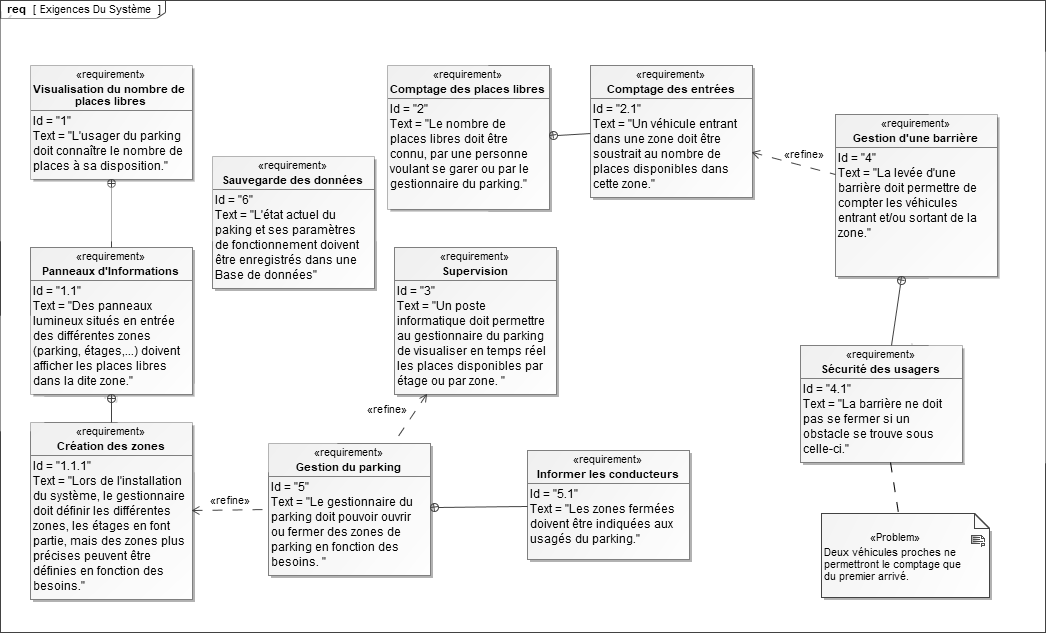 req [ Exigences Du Système ]
«requirement»
Visualisation du nombre de
places libres
Id = "1"
Text = "L'usager du parking
doit connaître le nombre de
places à sa disposition."
«requirement»
Sauvegarde des données
Id = "6"
Text = "L'état actuel du
paking et ses paramètres
de fonctionnement doivent
être enregistrés dans une
Base de données"
«requirement»
Comptage des places libres
Id = "2"
Text = "Le nombre de
places libres doit être
connu, par une personne
voulant se garer ou par le
gestionnaire du parking."
«requirement»
Comptage des entrées
Id = "2.1"
Text = "Un véhicule entrant
dans une zone doit être
soustrait au nombre de
places disponibles dans
cette zone."
«refine»
«requirement»
Gestion d'une barrière
Id = "4"
Text = "La levée d'une
barrière doit permettre de
compter les véhicules
entrant et/ou sortant de la
zone."
«requirement»
Panneaux d'Informations
Id = "1.1"
Text = "Des panneaux
lumineux situés en entrée
des différentes zones
(parking, étages,...) doivent
afficher les places libres
dans la dite zone."
«requirement»
Supervision
Id = "3"
Text = "Un poste
informatique doit permettre
au gestionnaire du parking
de visualiser en temps réel
les places disponibles par
étage ou par zone. "
«refine»
«requirement»
Sécurité des usagers
Id = "4.1"
Text = "La barrière ne doit
pas se fermer si un
obstacle se trouve sous
celle-ci."
«requirement»
Création des zones
Id = "1.1.1"
Text = "Lors de l'installation
du système, le gestionnaire
doit définir les différentes
zones, les étages en font
partie, mais des zones plus
précises peuvent être
définies en fonction des
besoins."
«refine»
«requirement»
Gestion du parking
Id = "5"
Text = "Le gestionnaire du
parking doit pouvoir ouvrir
ou fermer des zones de
parking en fonction des
besoins. "
«requirement»
Informer les conducteurs
Id = "5.1"
Text = "Les zones fermées
doivent être indiquées aux
usagés du parking."
«Problem»
Deux véhicules proches ne
permettront le comptage que
du premier arrivé.